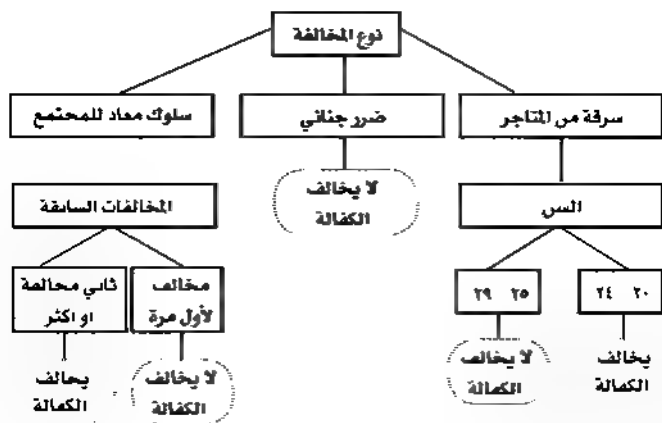 نوع المخالفة
سرقة من المتاجر
ضرر جنائي
سلوك معاد للمجتمع
لا يخالف
الكفالة
السن
المخالفات السابقة
٢٠ ٢٤
٢٥ ٢٩
مخالف
لأول مرة
ثاني مخالفة
او اكثر
يخالف
الكفالة
لا يخالف
الكفالة
لا يخالف
الكفالة
يخالف
الكفالة